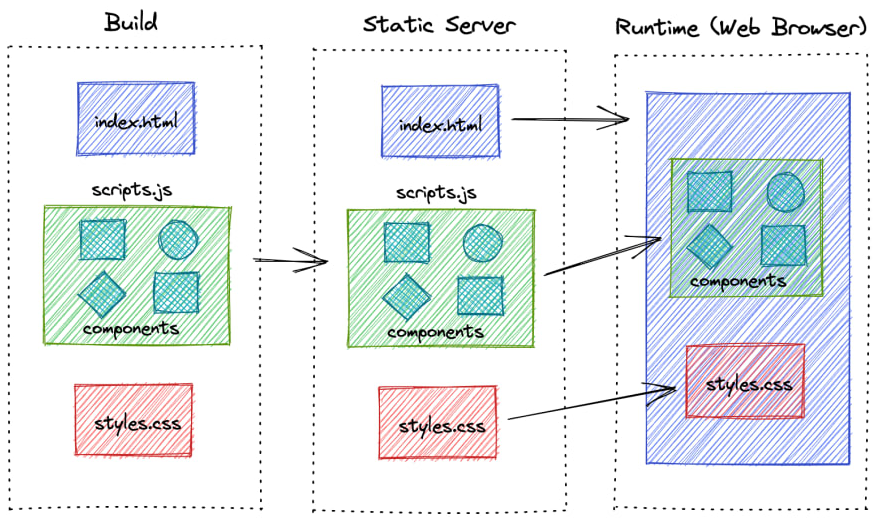 Build
index.html
scripts.js
components
styles.css
Static Server
index.html
scripts.js
components
styles.css
Runtime (Web Browser)
components
styles.css